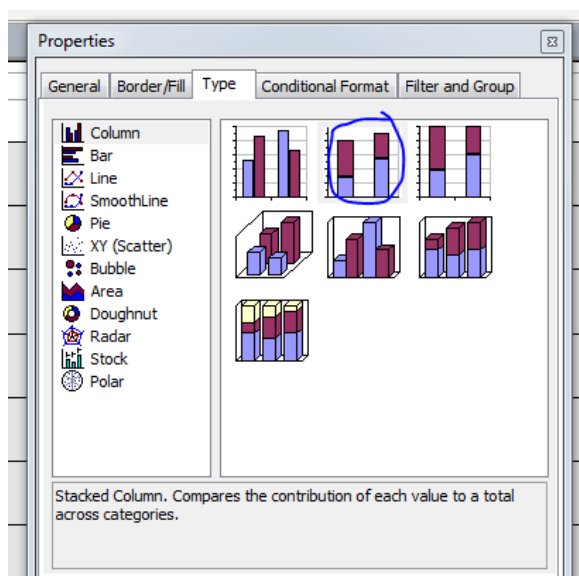 Properties
General Border/Fill Type Conditional Format Filter and Group
Column
Bar
Line
SmoothLine
Pie
XY (Scatter)
Bubble
Area
Doughnut
Radar
Stock
Polar
Stacked Column. Compares the contribution of each value to a total
across categories.